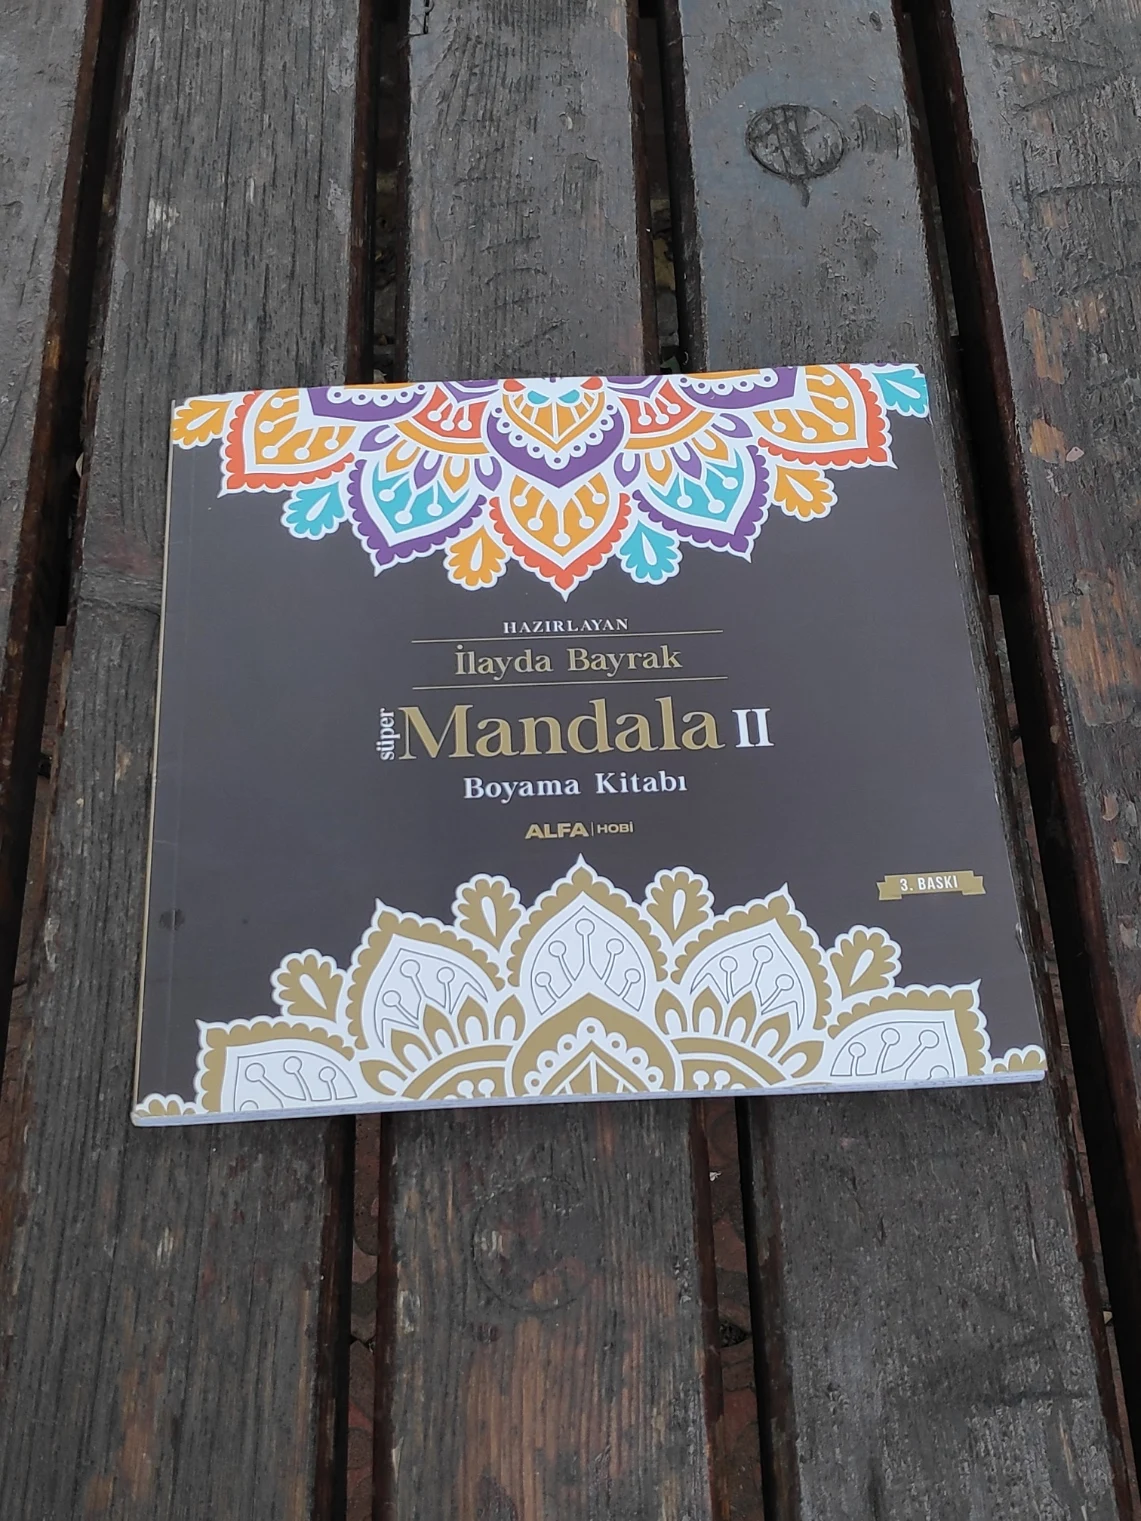 HAZIRLAYAN
İlayda Bayrak
süper Mandala II
Boyama Kitabı
ALFA | HOBİ
3. BASKI